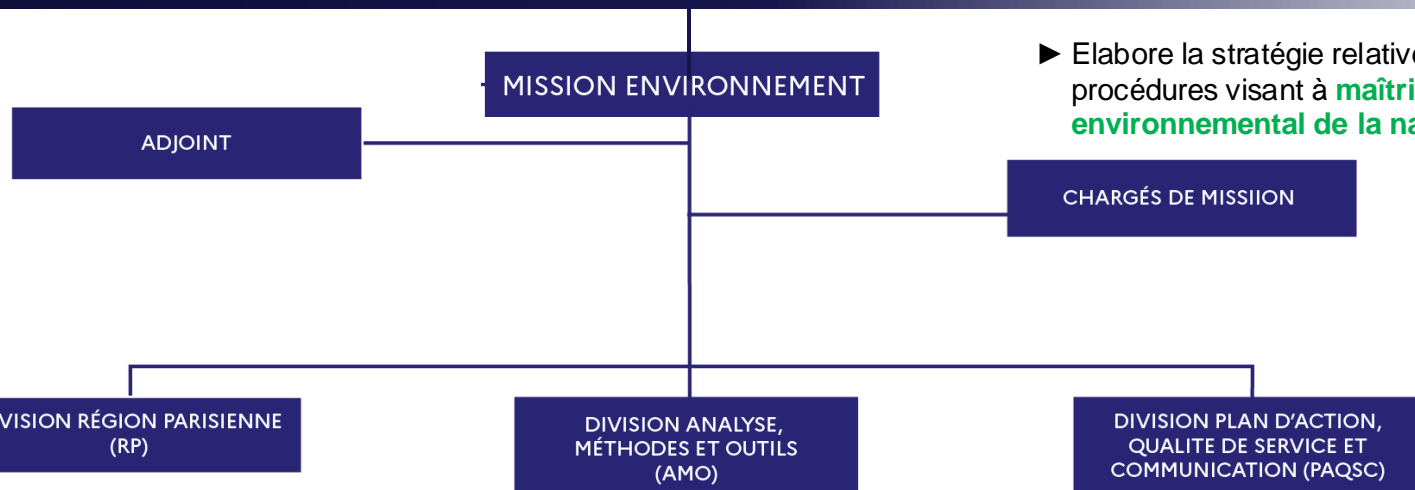 ► Elabore la stratégie relative
procédures visant à maîtri
environnemental de la na
MISSION ENVIRONNEMENT
ADJOINT
CHARGÉS DE MISSIION
VISION RÉGION PARISIENNE
(RP)
DIVISION ANALYSE,
MÉTHODES ET OUTILS
(AMO)
DIVISION PLAN D'ACTION,
QUALITE DE SERVICE ET
COMMUNICATION (PAQSC)